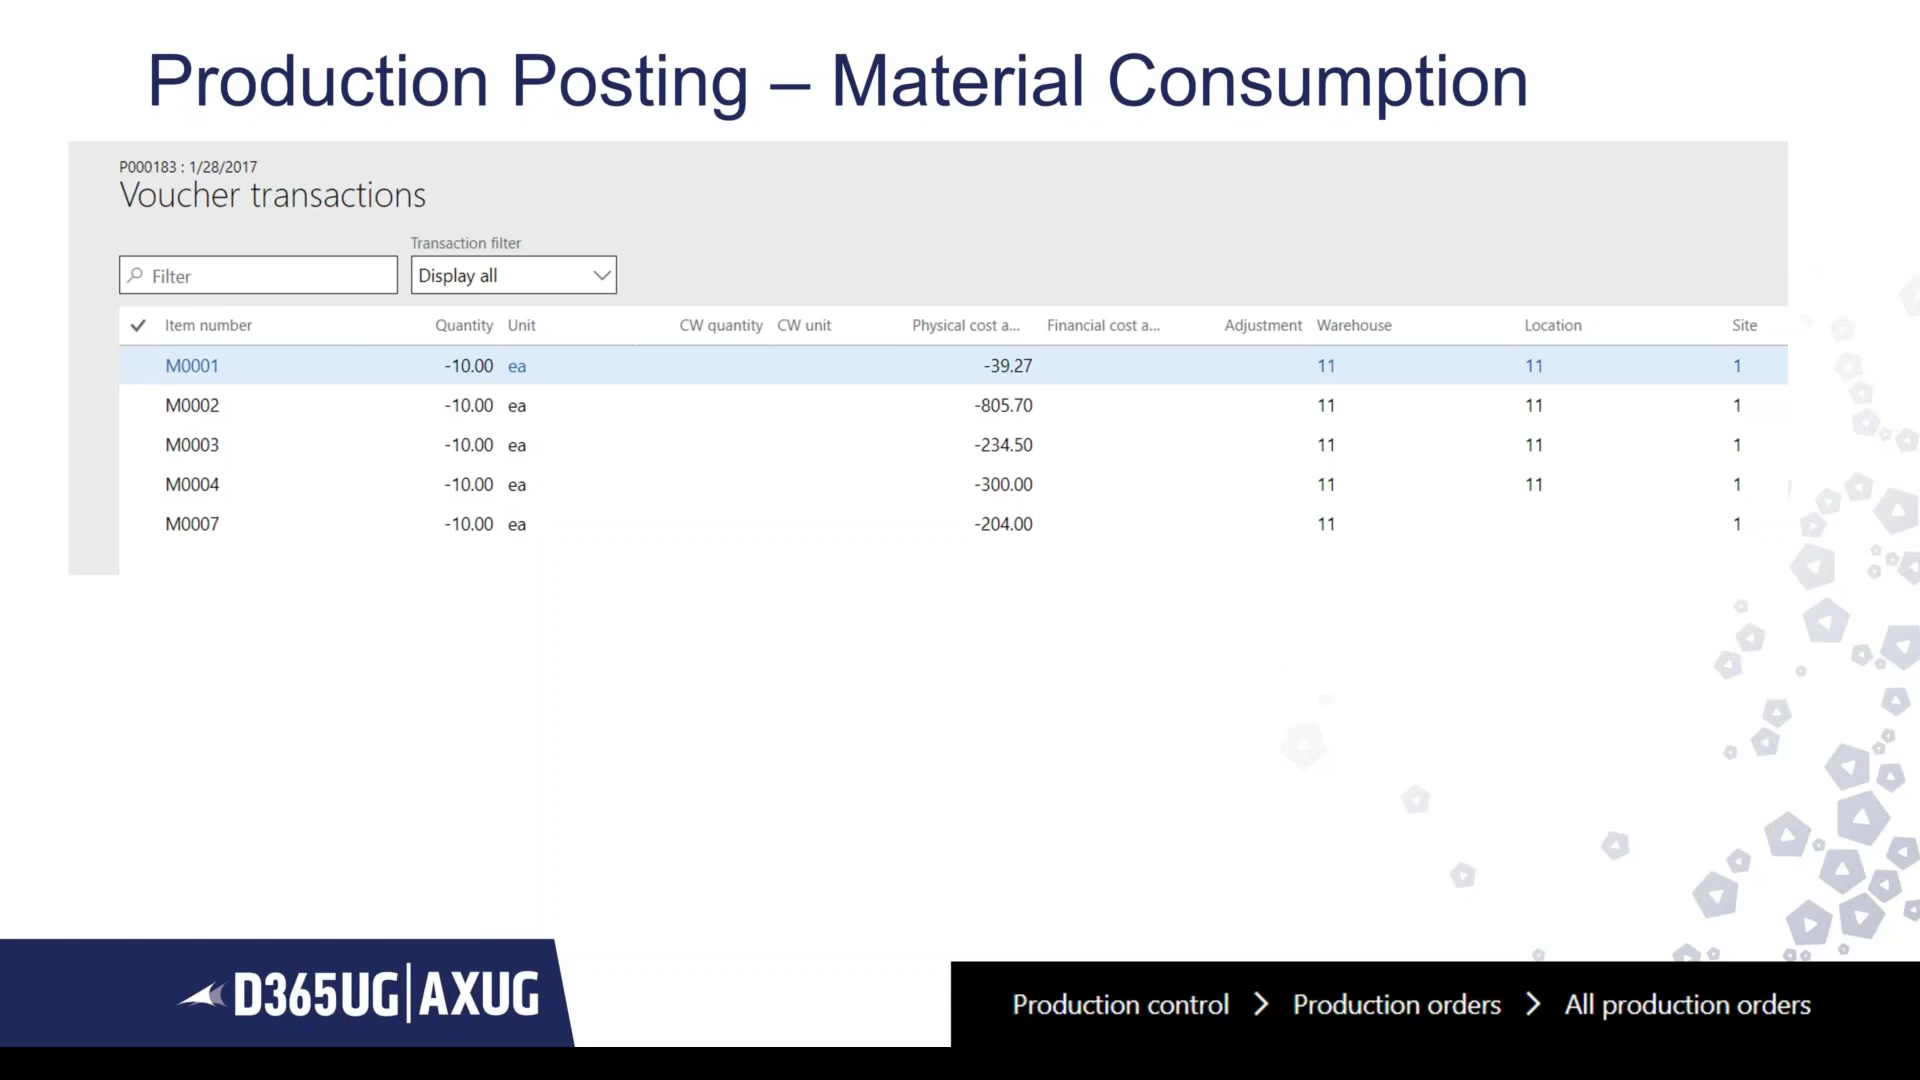 Production Posting – Material Consumption
P000183 : 1/28/2017
Voucher transactions
Transaction filter
Filter
Display all
Item number Quantity Unit CW quantity CW unit Physical cost a... Financial cost a... Adjustment Warehouse Location Site
M0001 -10.00 ea -39.27 11 11 1
M0002 -10.00 ea -805.70 11 11 1
M0003 -10.00 ea -234.50 11 11 1
M0004 -10.00 ea -300.00 11 11 1
M0007 -10.00 ea -204.00 11 1
D365UG|AXUG
Production control > Production orders > All production orders